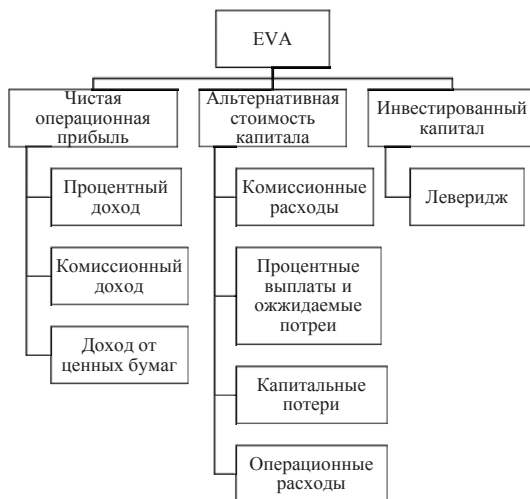 EVA
Чистая
операционная
прибыль
Процентный
доход
Комиссионный
доход
Доход от
ценных бумаг
Альтернативная
стоимость
капитала
Комиссионные
расходы
Процентные
выплаты и
ожжидаемые
потреи
Капитальные
потери
Операционные
расходы
Инвестированный
капитал
Леверидж